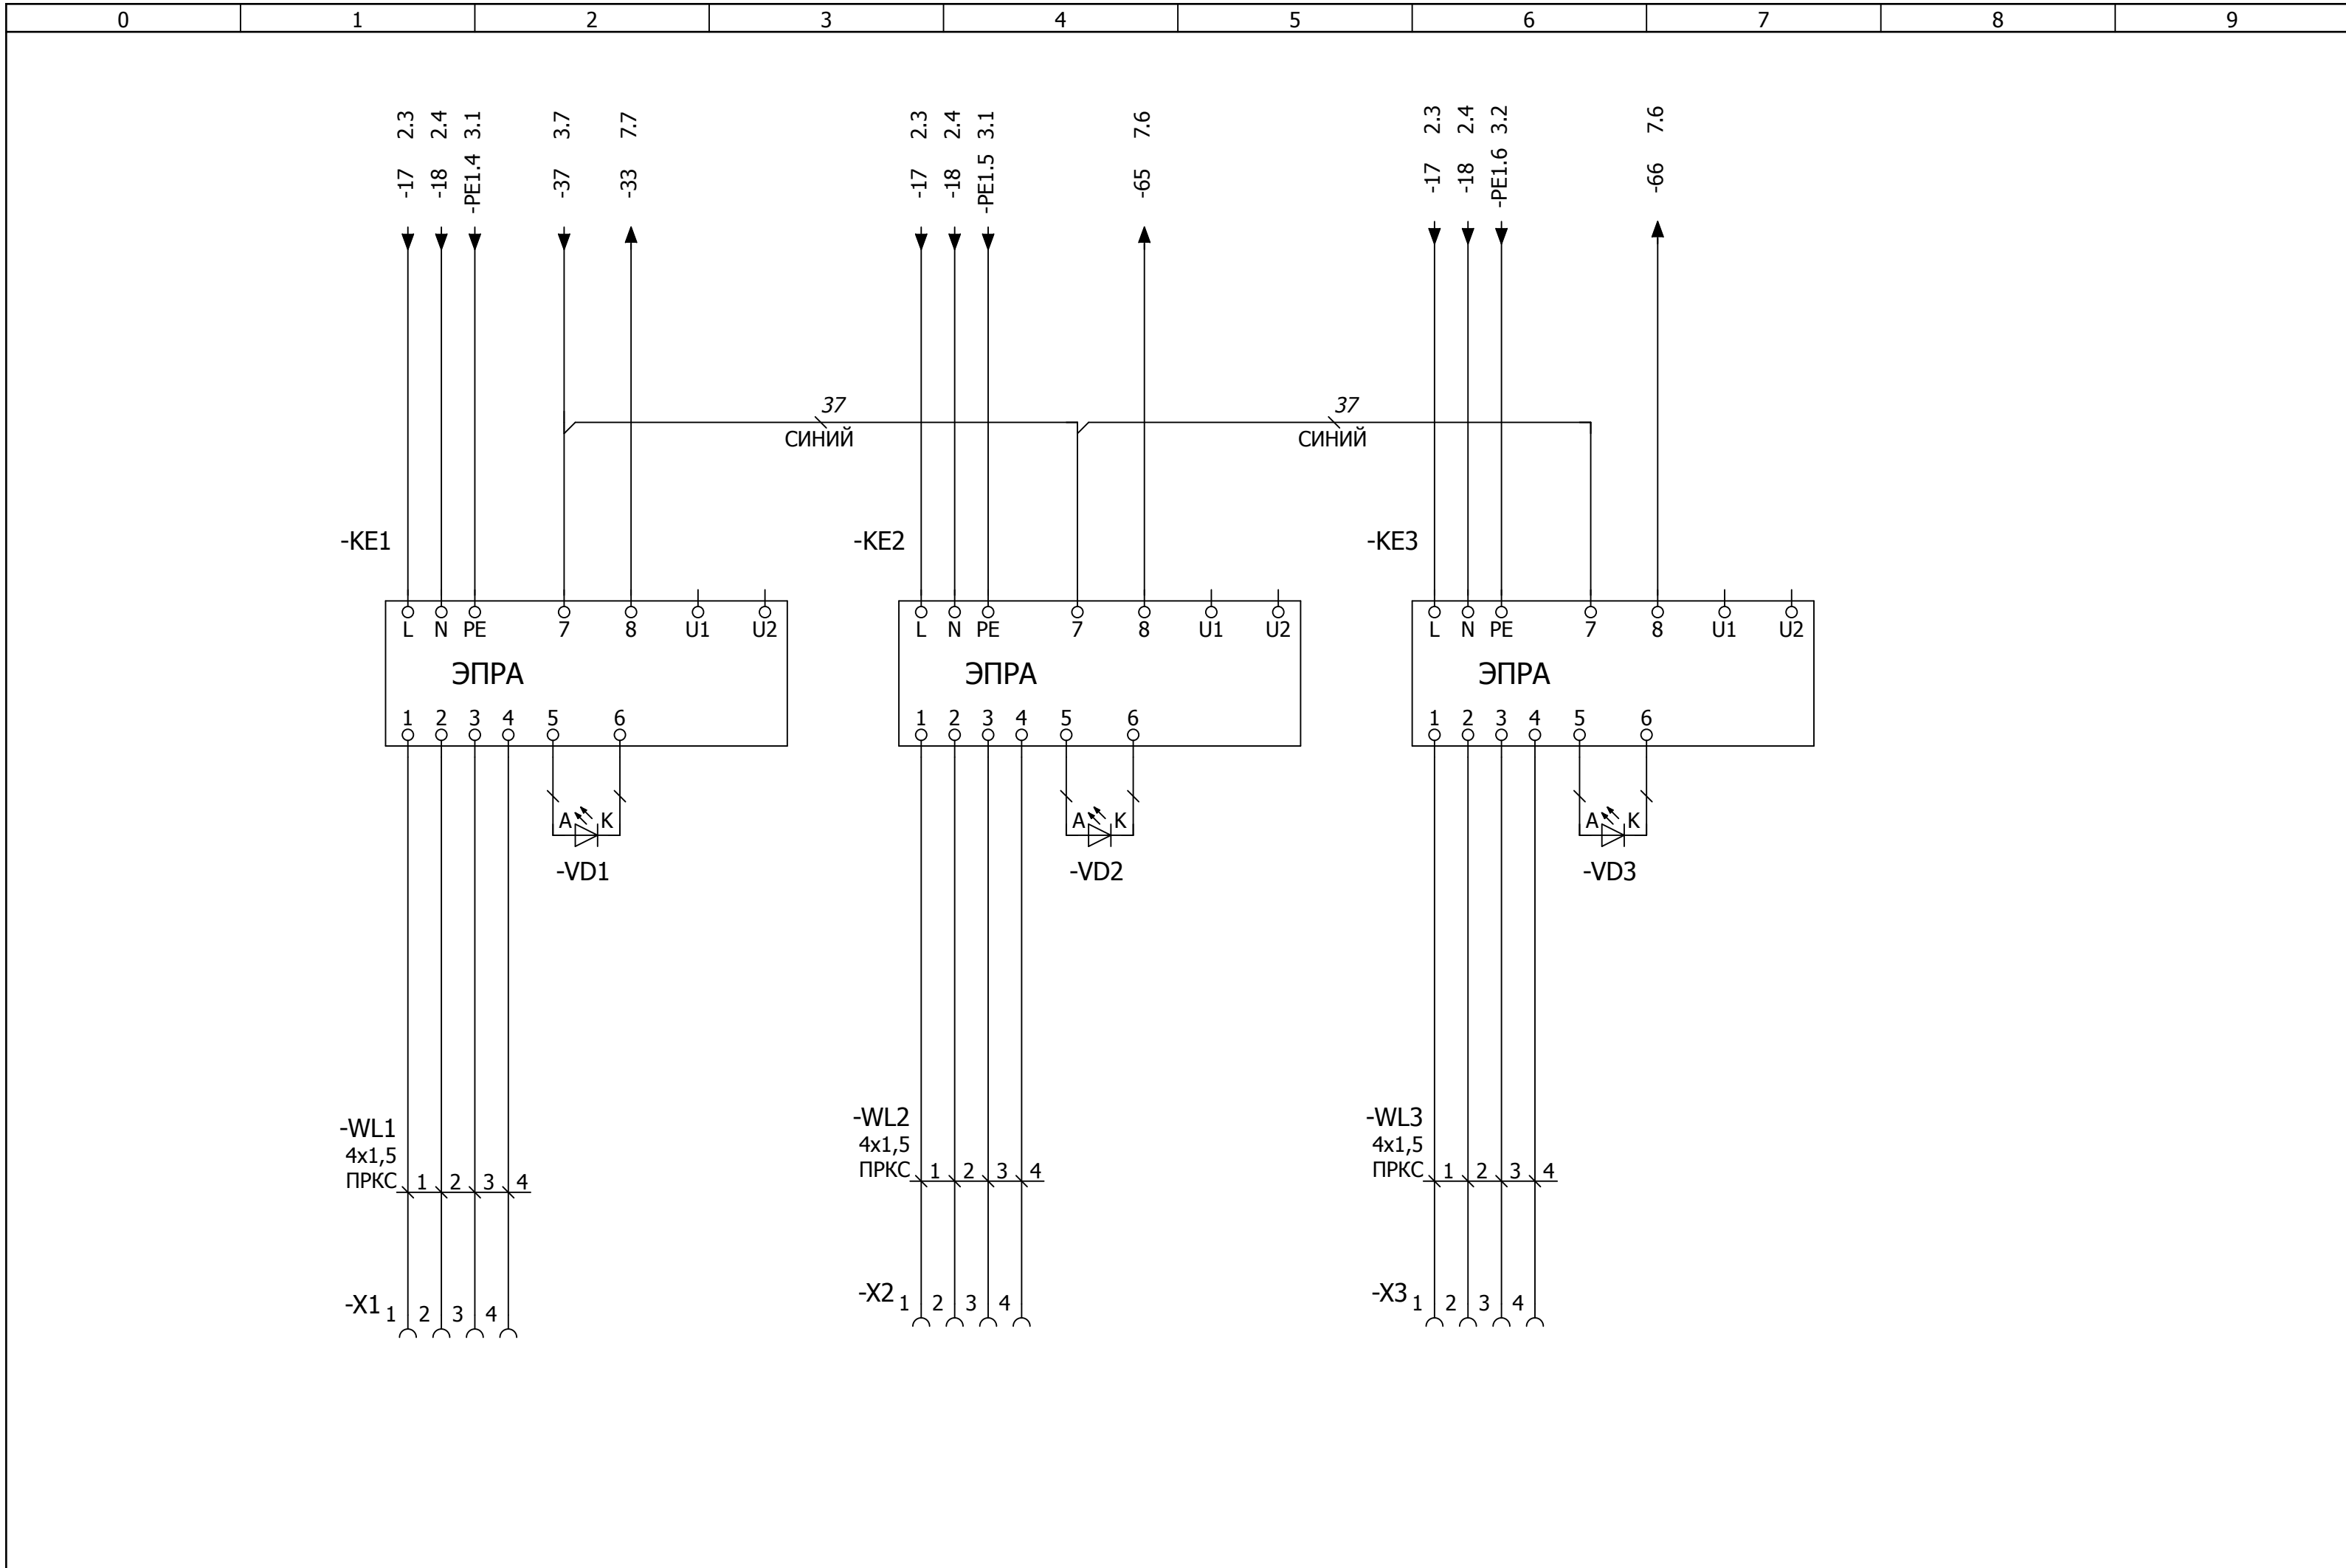 0 1 2 3 4 5 6 7 8 9
2.3 2.4 3.1 3.7 7.7 2.3 2.4 3.1 7.6 2.3 2.4 3.2 7.6
-17 -18 -PE1.4 -37 -33 -17 -18 -PE1.5 -65 -17 -18 -PE1.6 -66
37 37
СИНИЙ СИНИЙ
-KE1 -KE2 -KE3
L N PE 7 8 U1 U2 L N PE 7 8 U1 U2 L N PE 7 8 U1 U2
ЭПРА ЭПРА ЭПРА
1 2 3 4 5 6 1 2 3 4 5 6 1 2 3 4 5 6
A K A K A K
-VD1 -VD2 -VD3
-WL1 -WL2 -WL3
4x1,5 4x1,5 4x1,5
ПРКС 1 2 3 4 ПРКС 1 2 3 4 ПРКС 1 2 3 4
-X1 1 2 3 4 -X2 1 2 3 4 -X3 1 2 3 4